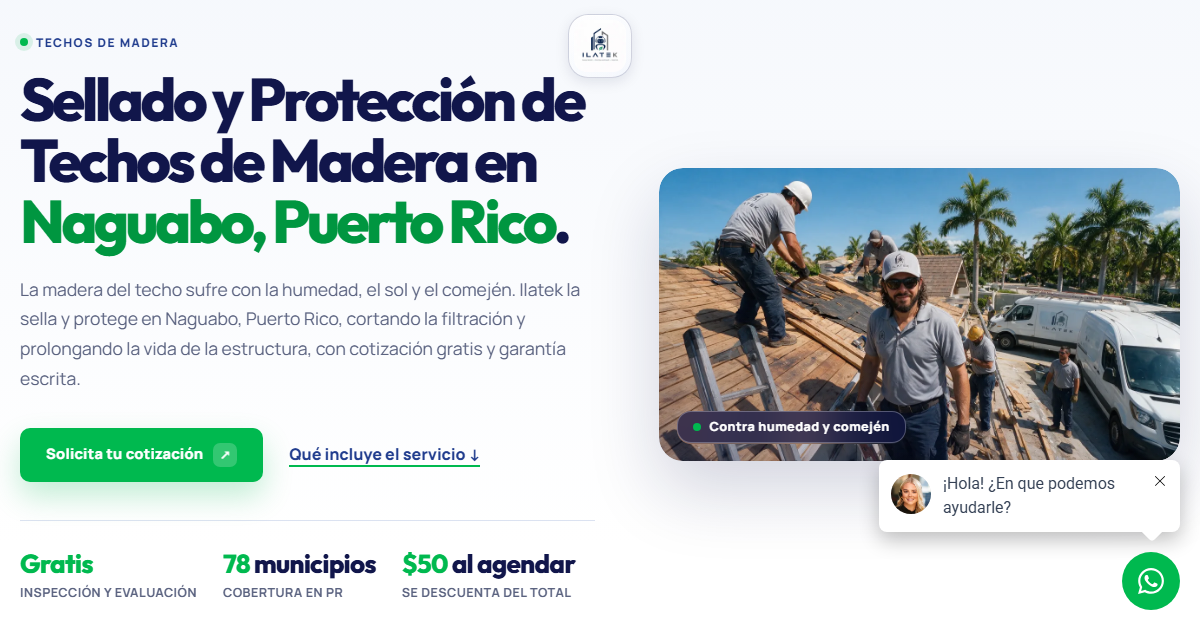 TECHOS DE MADERA
ILATEK
Sellado y Protección de
Techos de Madera en
Naguabo, Puerto Rico.
La madera del techo sufre con la humedad, el sol y el comején. Ilatek la
sella y protege en Naguabo, Puerto Rico, cortando la filtración y
prolongando la vida de la estructura, con cotización gratis y garantía
escrita.
Solicita tu cotización ↗
Qué incluye el servicio ↓
Gratis
INSPECCIÓN Y EVALUACIÓN
78 municipios
COBERTURA EN PR
$50 al agendar
SE DESCUENTA DEL TOTAL
ILATEK
Contra humedad y comején
¡Hola! ¿En que podemos
ayudarle?